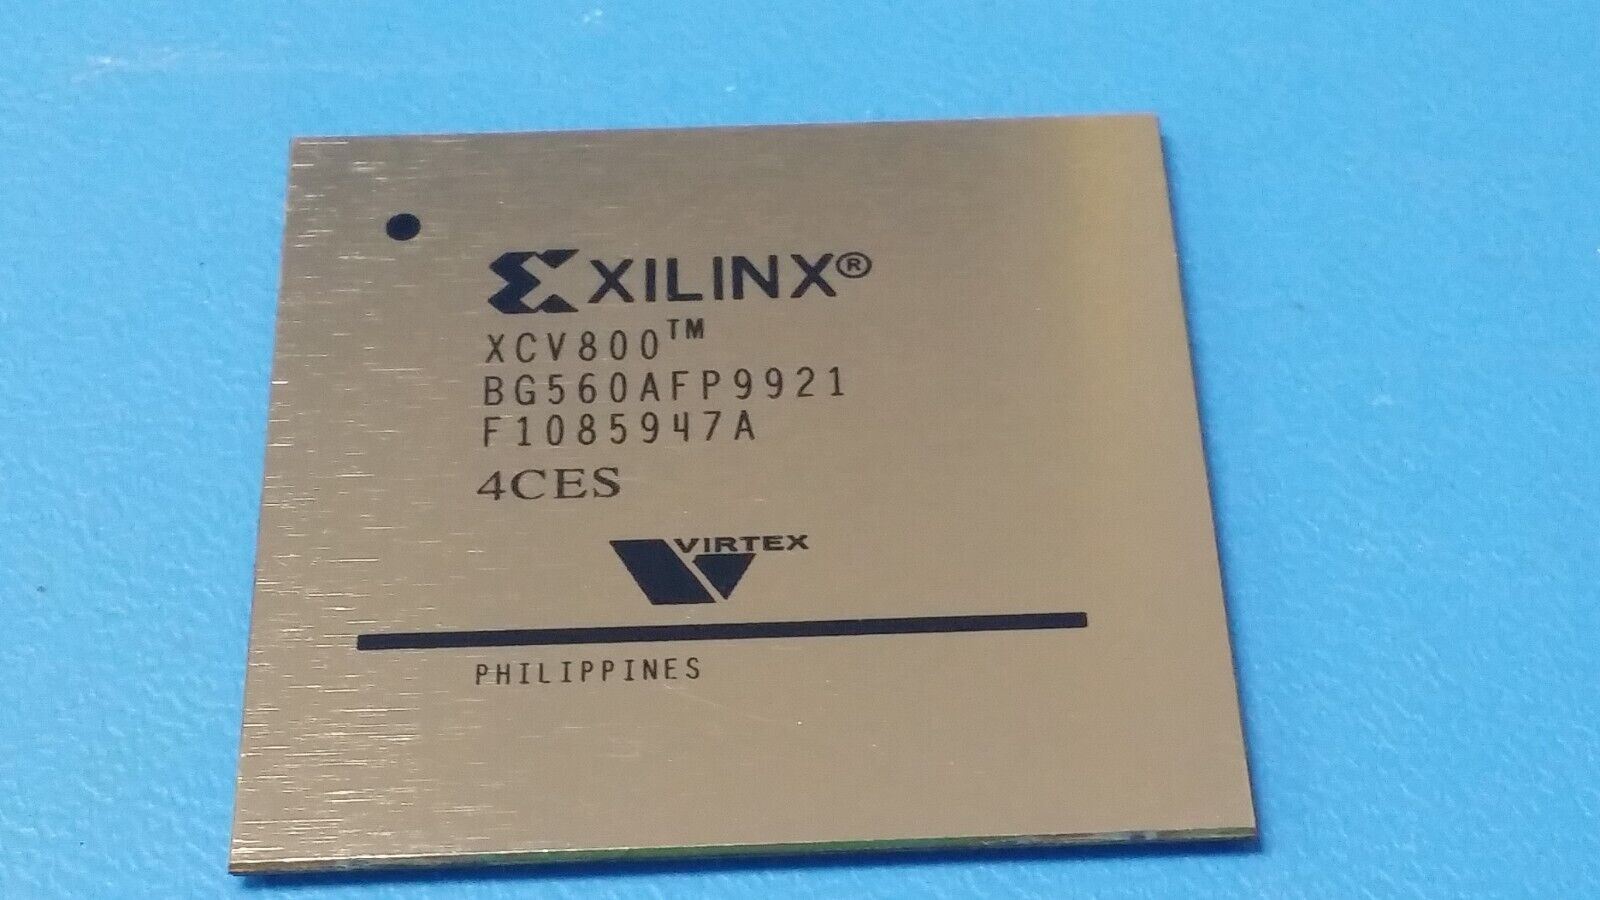 XILINX®
XCV800™
BG560AFP9921
F1085947A
4CES
VIRTEX
PHILIPPINES